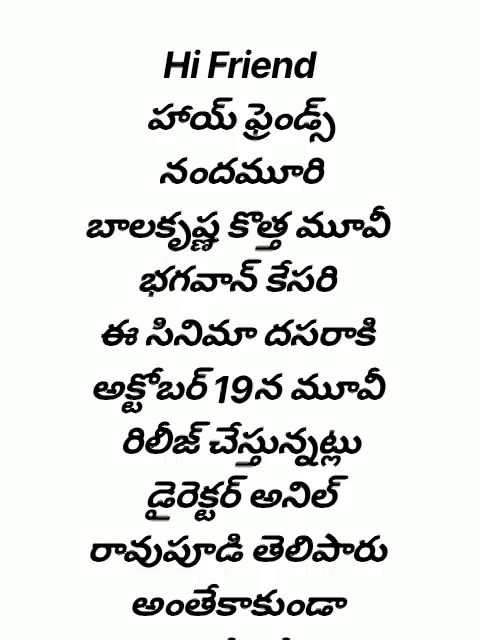 Hi Friend
హాయ్ ఫ్రెండ్స్
నందమూరి
బాలకృష్ణ కొత్త మూవీ
భగవాన్ కేసరి
ఈ సినిమా దసరాకి
అక్టోబర్ 19న మూవీ
రిలీజ్ చేస్తున్నట్లు
డైరెక్టర్ అనిల్
రావుపూడి తెలిపారు
అంతేకాకుండా